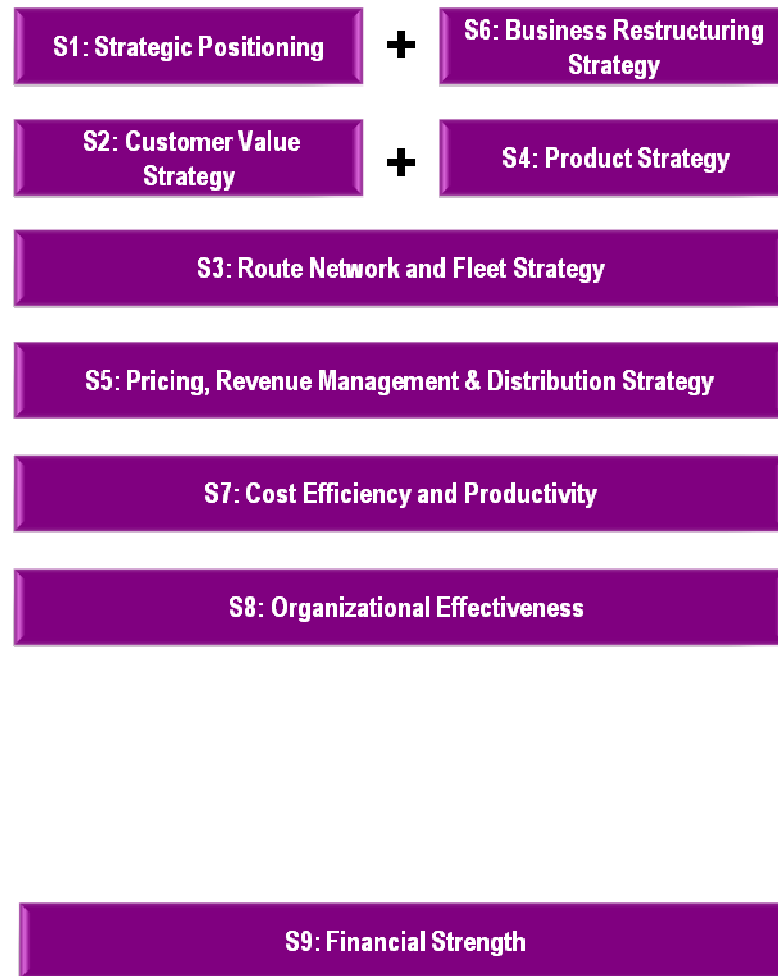 S1: Strategic Positioning
+
S6: Business Restructuring
Strategy
S2: Customer Value
Strategy
+
S4: Product Strategy
S3: Route Network and Fleet Strategy
S5: Pricing, Revenue Management & Distribution Strategy
S7: Cost Efficiency and Productivity
S8: Organizational Effectiveness
S9: Financial Strength